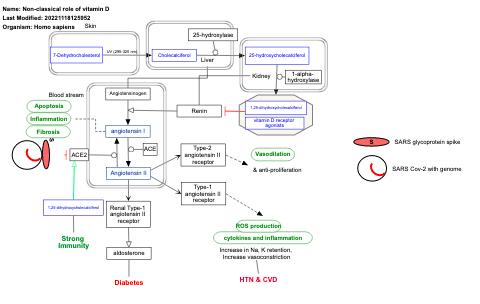 Name: Non-classical role of vitamin D
Last Modified: 20221118125952
Organism: Homo sapiens
Skin
25-hydroxylase
7-Dehydrocholesterol
UV (295-320 nm)
Cholecalciferol
Liver
25-hydroxycholecalciferol
Kidney
1-alpha-
hydroxylase
Blood stream
Angiotensinogen
Renin
1,25-dihydroxycholecalciferol
vitamin D receptor
agonists
Apoptosis
Inflammation
Fibrosis
angiotensin I
S
ACE2
ACE
Angiotensin II
Type-2
angiotensin II
receptor
Vasodilation
& anti-proliferation
S
SARS glycoprotein spike
SARS Cov-2 with genome
Type-1
angiotensin II
receptor
1,25-dihydroxycholecalciferol
Renal Type-1
angiotensin II
receptor
ROS production
cytokines and inflammation
Strong
Immunity
aldosterone
Increase in Na, K retention,
Increase vasoconstriction
Diabetes
HTN & CVD